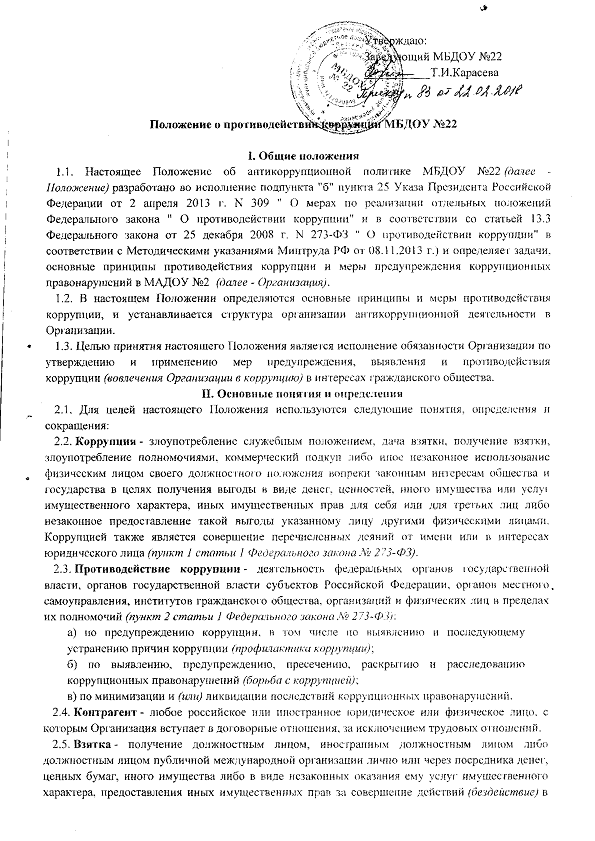 Утверждаю:
Заведующий МБДОУ №22
Т.И.Карасева
Приказ 83 от 22.02.2018
МБДОУ
№ 22
Положение о противодействии коррупции МБДОУ №22
I. Общие положения
1.1. Настоящее Положение об антикоррупционной политике МБДОУ №22 (далее -
Положение) разработано во исполнение подпункта "б" пункта 25 Указа Президента Российской
Федерации от 2 апреля 2013 г. N 309 " О мерах по реализации отдельных положений
Федерального закона " О противодействии коррупции" и в соответствии со статьей 13.3
Федерального закона от 25 декабря 2008 г. N 273-ФЗ " О противодействии коррупции" в
соответствии с Методическими указаниями Минтруда РФ от 08.11.2013 г.) и определяет задачи,
основные принципы противодействия коррупции и меры предупреждения коррупционных
правонарушений в МАДОУ №2 (далее - Организация).
1.2. В настоящем Положении определяются основные принципы и меры противодействия
коррупции, и устанавливается структура организации антикоррупционной деятельности в
Организации.
1.3. Целью принятия настоящего Положения является исполнение обязанности Организации по
утверждению и применению мер предупреждения, выявления и противодействия
коррупции (вовлечения Организации в коррупцию) в интересах гражданского общества.
II. Основные понятия и определения
2.1. Для целей настоящего Положения используются следующие понятия, определения и
сокращения:
2.2. Коррупция - злоупотребление служебным положением, дача взятки, получение взятки,
злоупотребление полномочиями, коммерческий подкуп либо иное незаконное использование
физическим лицом своего должностного положения вопреки законным интересам общества и
государства в целях получения выгоды в виде денег, ценностей, иного имущества или услуг
имущественного характера, иных имущественных прав для себя или для третьих лиц либо
незаконное предоставление такой выгоды указанному лицу другими физическими лицами.
Коррупцией также является совершение перечисленных деяний от имени или в интересах
юридического лица (пункт 1 статьи 1 Федерального закона № 273-ФЗ).
2.3. Противодействие коррупции - деятельность федеральных органов государственной
власти, органов государственной власти субъектов Российской Федерации, органов местного
самоуправления, институтов гражданского общества, организаций и физических лиц в пределах
их полномочий (пункт 2 статьи 1 Федерального закона № 273-ФЗ):
а) по предупреждению коррупции, в том числе по выявлению и последующему
устранению причин коррупции (профилактика коррупции);
б) по выявлению, предупреждению, пресечению, раскрытию и расследованию
коррупционных правонарушений (борьба с коррупцией);
в) по минимизации и (или) ликвидации последствий коррупционных правонарушений.
2.4. Контрагент - любое российское или иностранное юридическое или физическое лицо, с
которым Организация вступает в договорные отношения, за исключением трудовых отношений.
2.5. Взятка - получение должностным лицом, иностранным должностным лицом либо
должностным лицом публичной международной организации лично или через посредника денег,
ценных бумаг, иного имущества либо в виде незаконных оказания ему услуг имущественного
характера, предоставления иных имущественных прав за совершение действий (бездействие) в